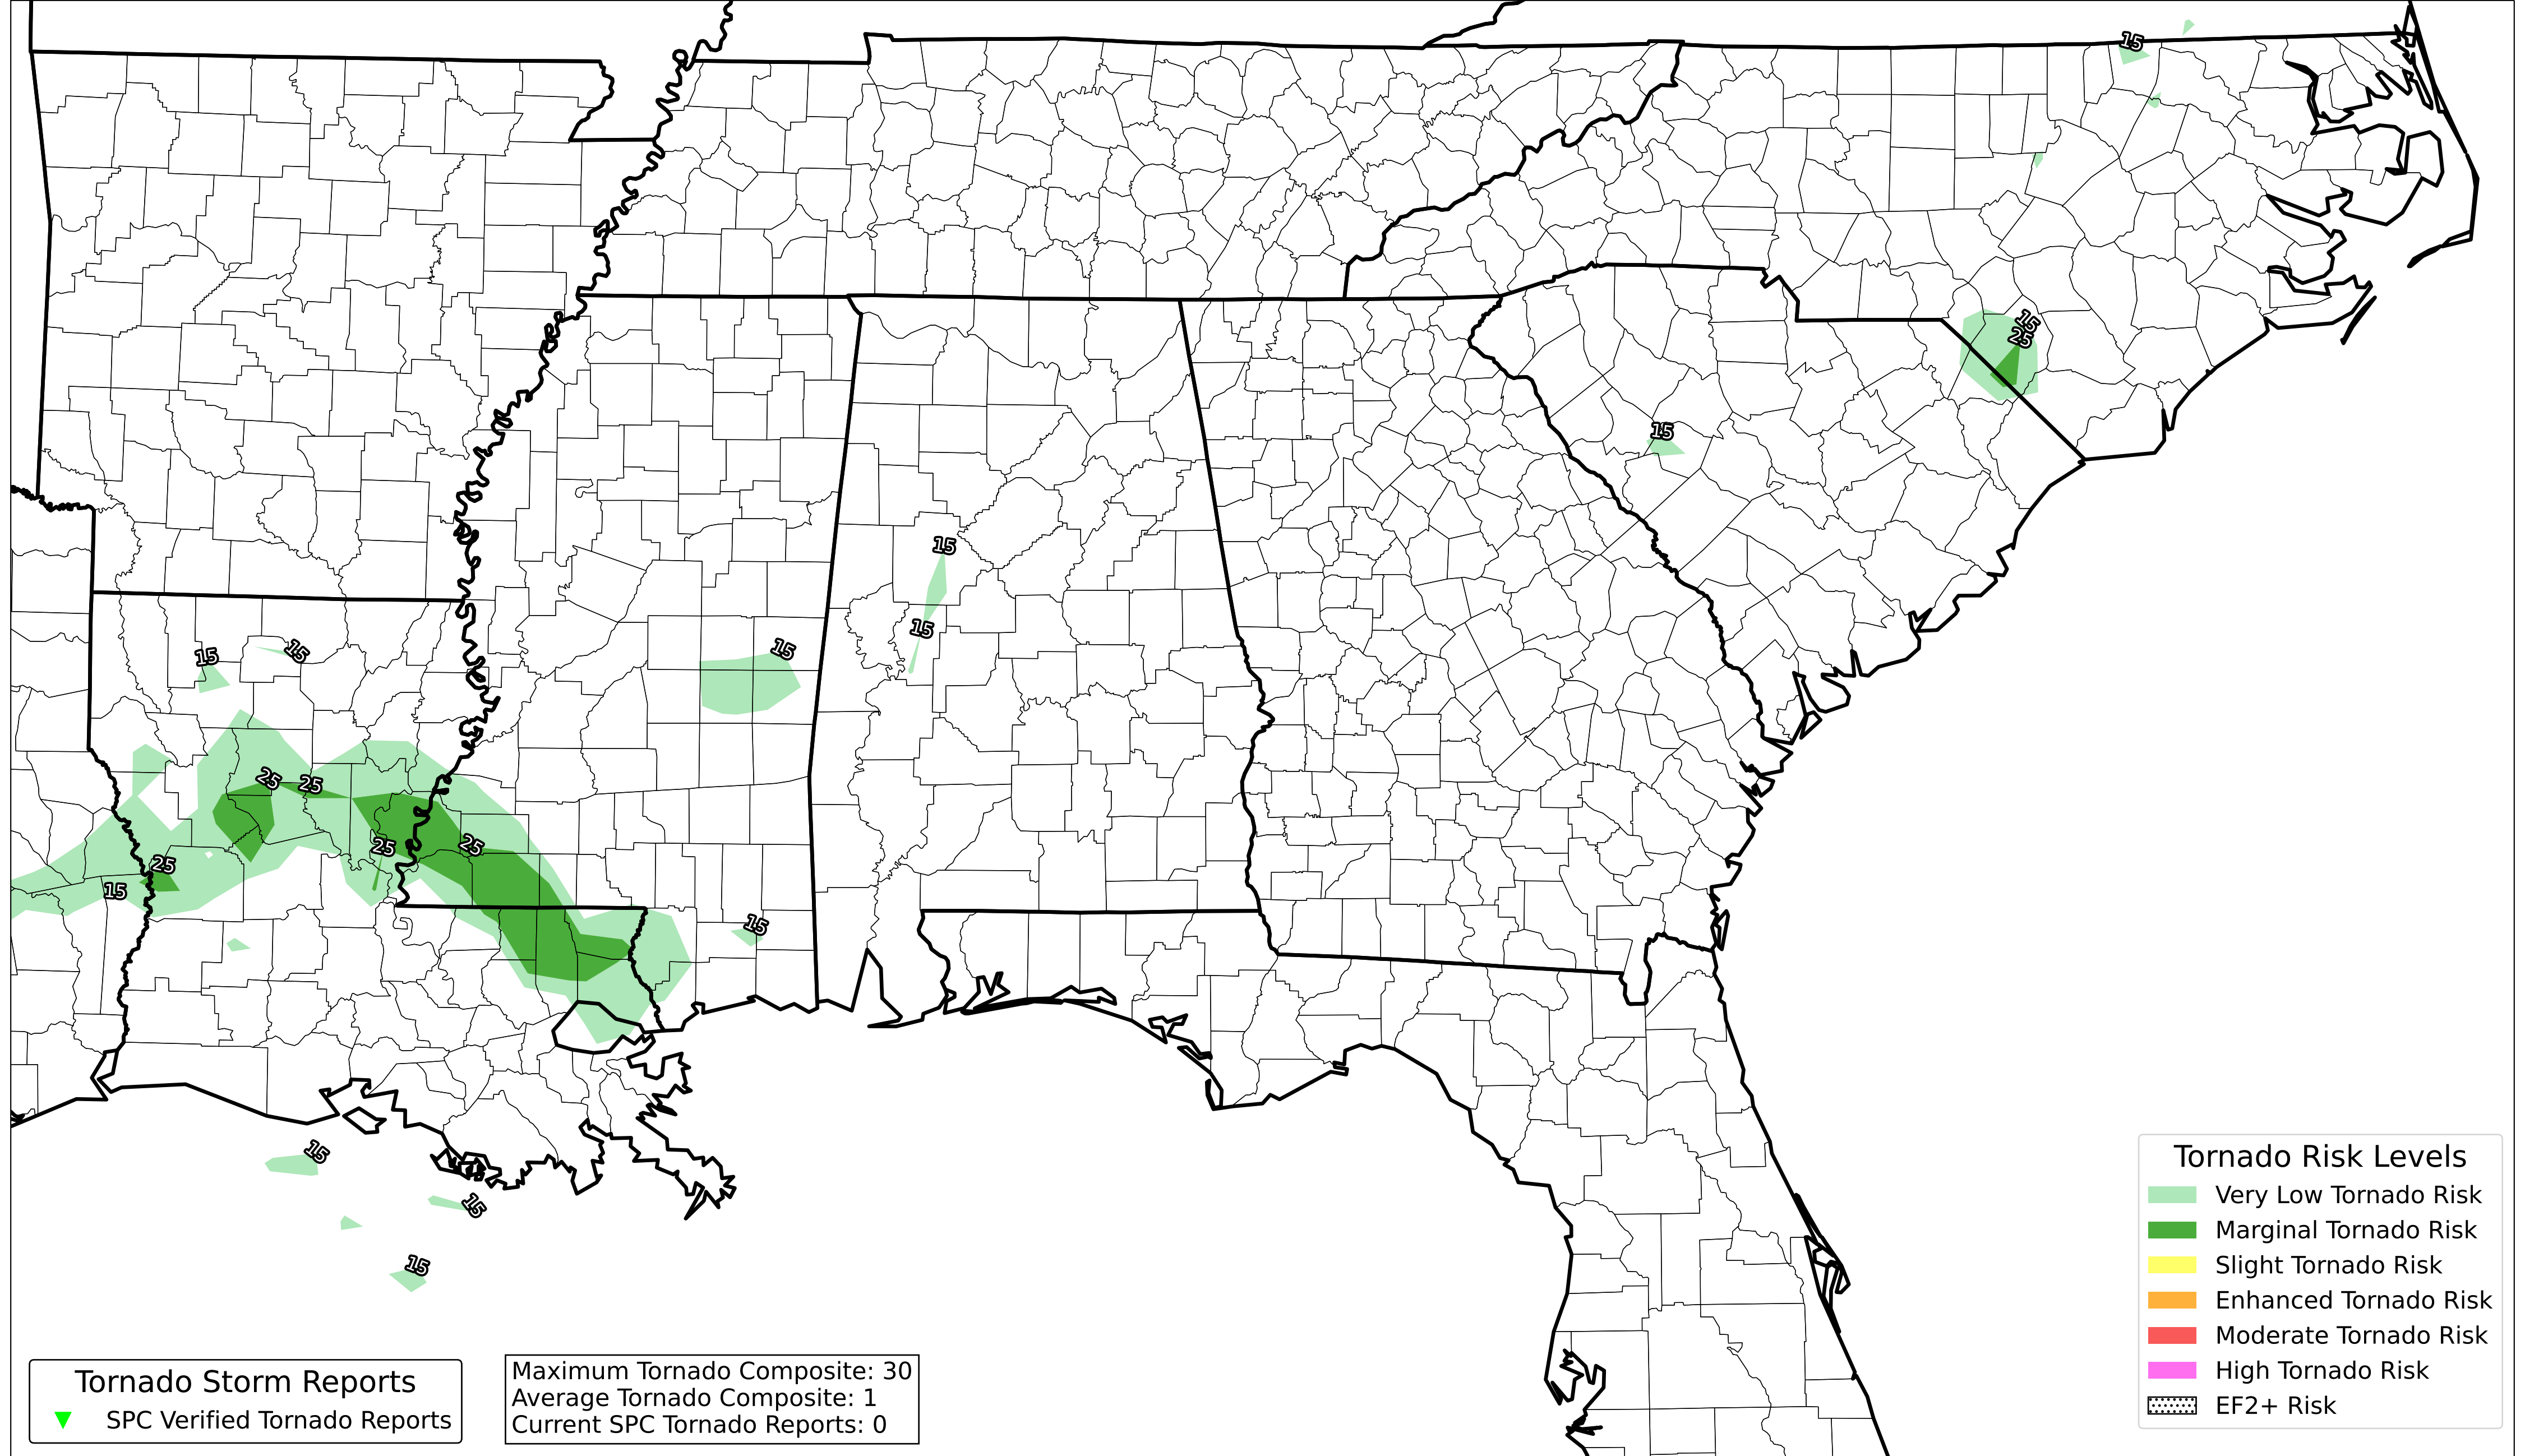 15
15
25
15
15
15
15
15
15
25
25
25
25
25
15
15
15
15
15
Tornado Risk Levels
Very Low Tornado Risk
Marginal Tornado Risk
Slight Tornado Risk
Enhanced Tornado Risk
Moderate Tornado Risk
High Tornado Risk
EF2+ Risk
Tornado Storm Reports
SPC Verified Tornado Reports
Maximum Tornado Composite: 30
Average Tornado Composite: 1
Current SPC Tornado Reports: 0